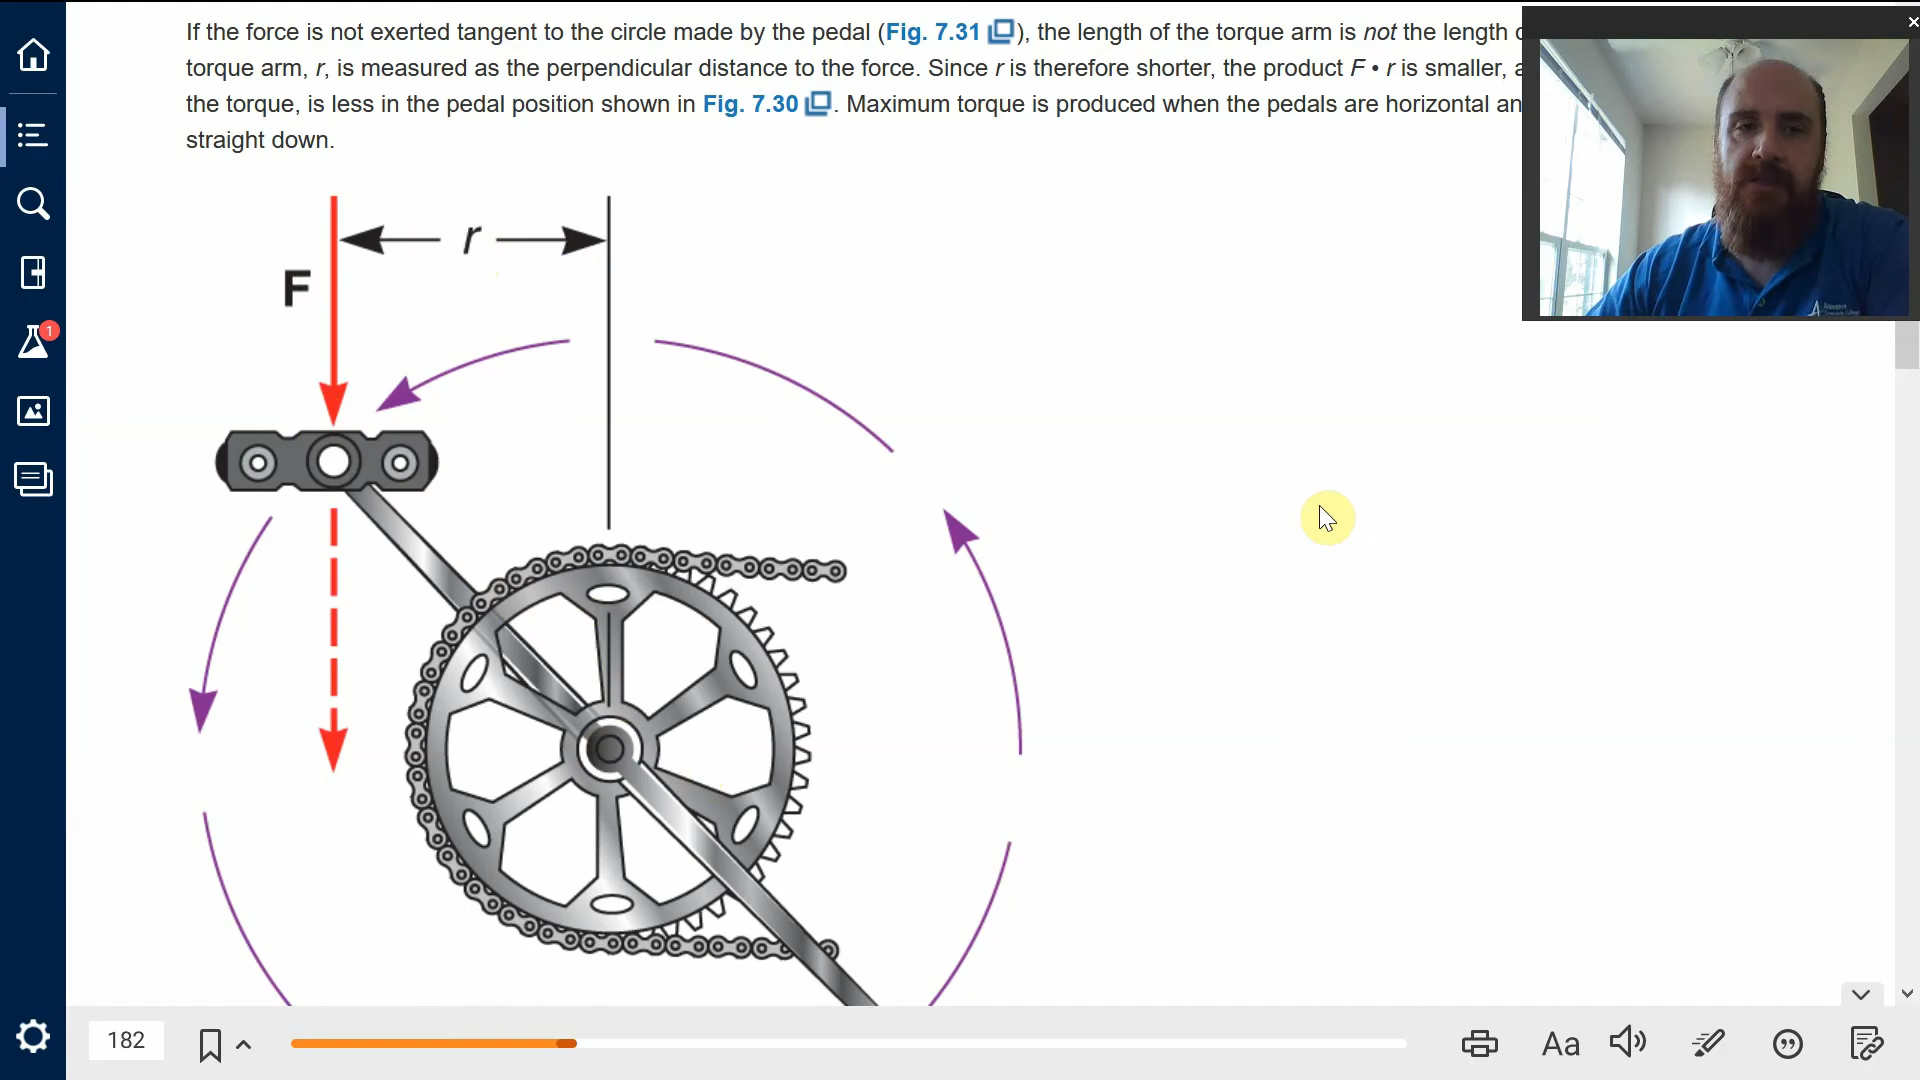 If the force is not exerted tangent to the circle made by the pedal (Fig. 7.31), the length of the torque arm is not the length
torque arm, r, is measured as the perpendicular distance to the force. Since r is therefore shorter, the product F • r is smaller,
the torque, is less in the pedal position shown in Fig. 7.30. Maximum torque is produced when the pedals are horizontal
straight down.
r
F
1
182
Aa